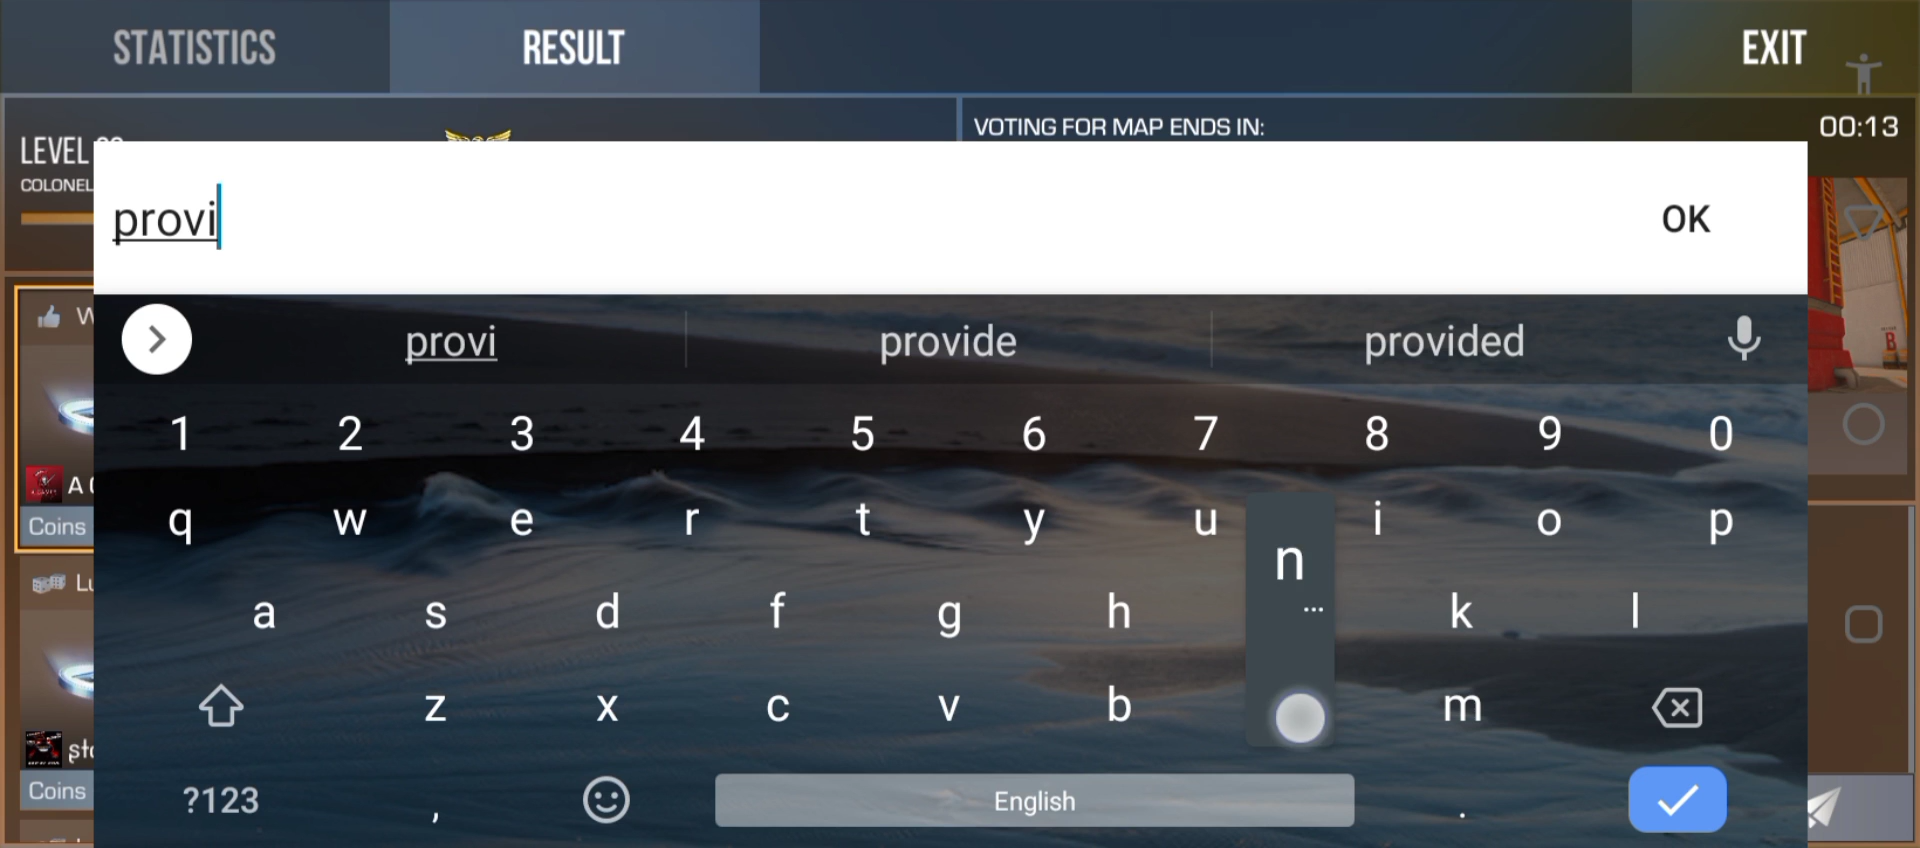 STATISTICS RESULT EXIT
LEVEL
VOTING FOR MAP ENDS IN: 00:13
COLONEL
provi OK
provi provide provided
1 2 3 4 5 6 7 8 9 0
q w e r t y u i o p
n
a s d f g h k l
z x c v b m
?123 , English .
A
Coins
Coins
B